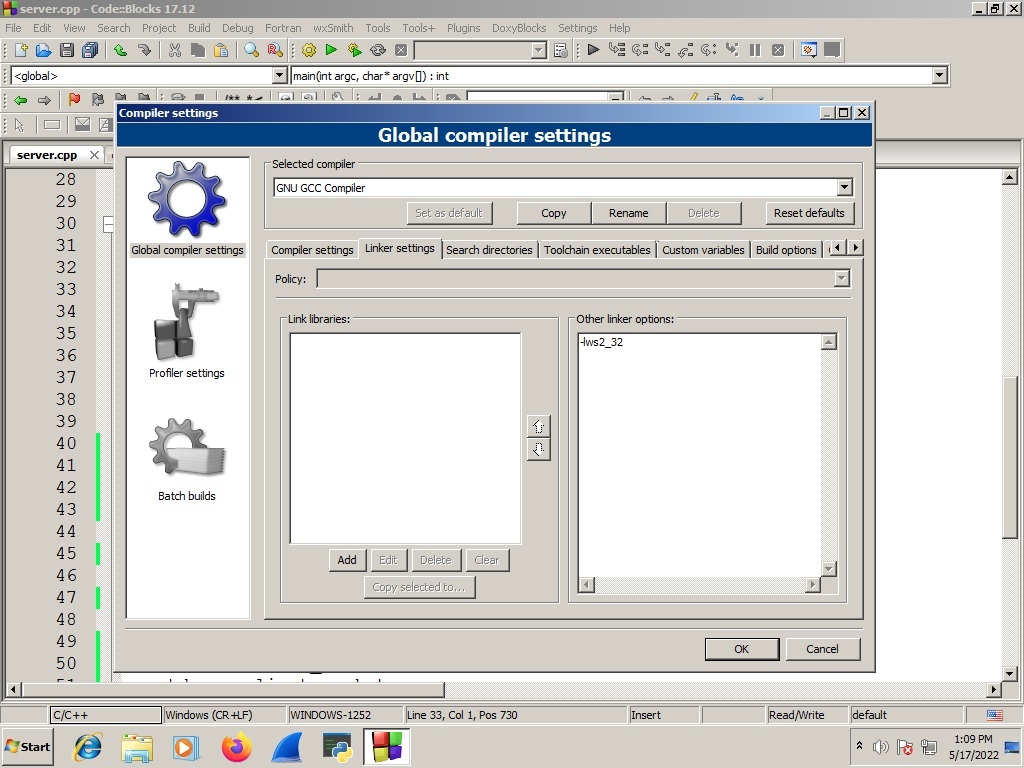 server.cpp - Code::Blocks 17.12
File Edit View Search Project Build Debug Fortran wxSmith Tools Tools+ Plugins DoxyBlocks Settings Help
<global>
main(int argc, char* argv[]) : int
server.cpp
Compiler settings
Global compiler settings
Global compiler settings
Profiler settings
Batch builds
Selected compiler
GNU GCC Compiler
Set as default Copy Rename Delete Reset defaults
Compiler settings Linker settings Search directories Toolchain executables Custom variables Build options
Policy:
Link libraries:
Add Edit Delete Clear
Copy selected to...
Other linker options:
-lws2_32
OK Cancel
28
29
30
31
32
33
34
35
36
37
38
39
40
41
42
43
44
45
46
47
48
49
50
C/C++ Windows (CR+LF) WINDOWS-1252 Line 33, Col 1, Pos 730 Insert Read/Write default
Start
1:09 PM
5/17/2022